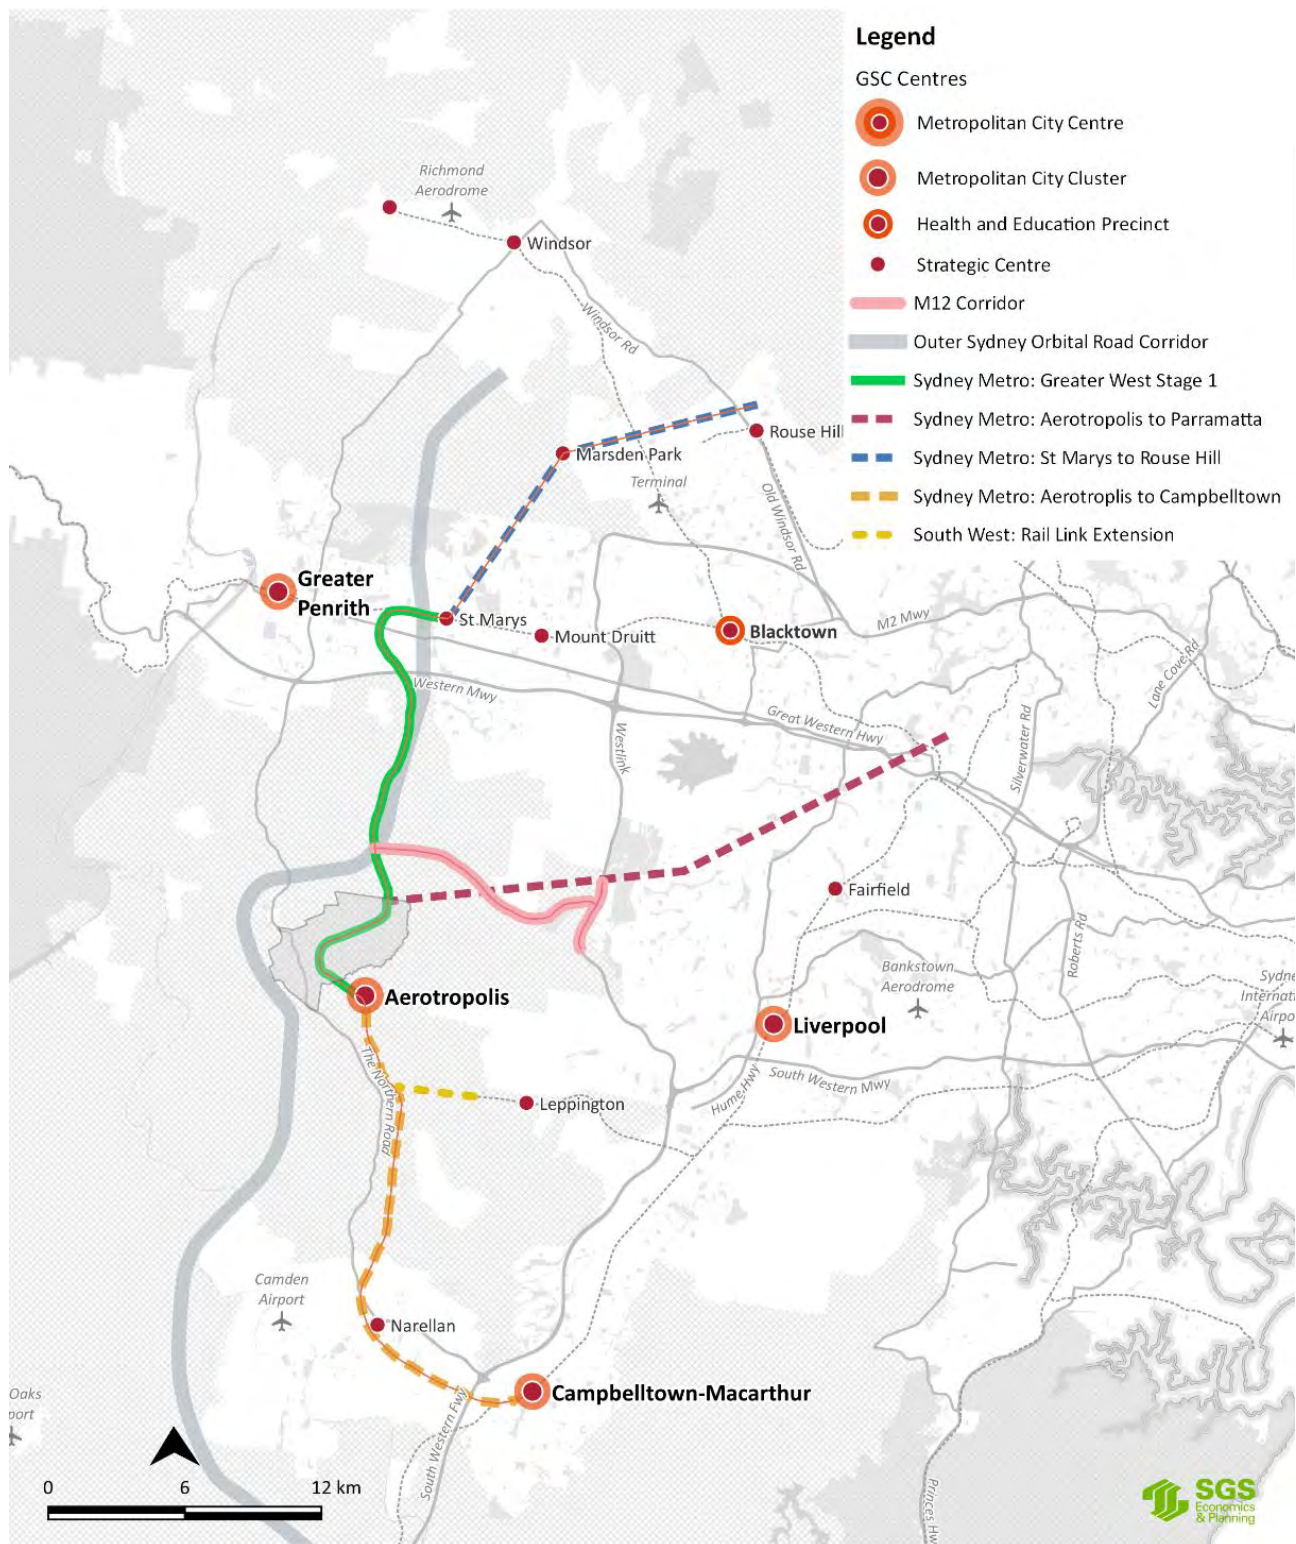 Legend
GSC Centres
Metropolitan City Centre
Metropolitan City Cluster
Health and Education Precinct
Strategic Centre
M12 Corridor
Outer Sydney Orbital Road Corridor
Sydney Metro: Greater West Stage 1
Sydney Metro: Aerotropolis to Parramatta
Sydney Metro: St Marys to Rouse Hill
Sydney Metro: Aerotroplis to Campbelltown
South West: Rail Link Extension
Richmond
Aerodrome
Windsor
Windsor Rd
Rouse Hill
Marsden Park
Terminal
Old Windsor Rd
Greater
Penrith
St Marys
Mount Druitt
Blacktown
M2 Mwy
Lane Cove Rd
Western Mwy
Great Western Hwy
Westlink
Silverwater Rd
Fairfield
Roberts Rd
Bankstown
Aerodrome
Sydne
Internati
Airpo
Aerotropolis
Liverpool
The Northern Road
Leppington
Hume Hwy
South Western Mwy
Camden
Airport
Narellan
Campbelltown-Macarthur
South Western Fwy
Oaks
port
Princes Hw
0 6 12 km
SGS
Economics
& Planning